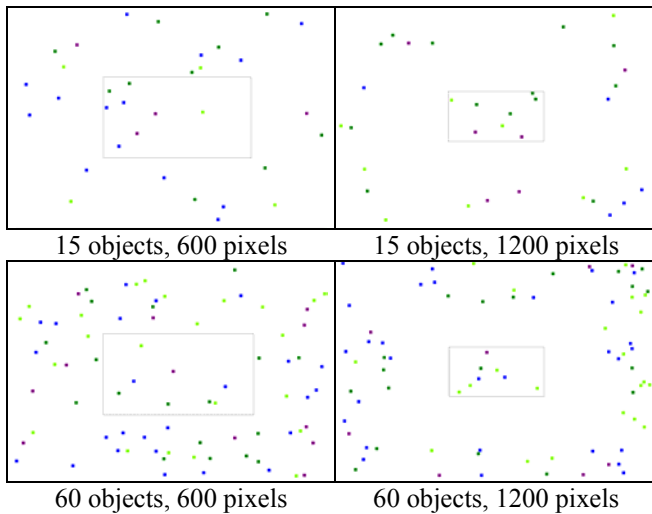 15 objects, 600 pixels
15 objects, 1200 pixels
60 objects, 600 pixels
60 objects, 1200 pixels